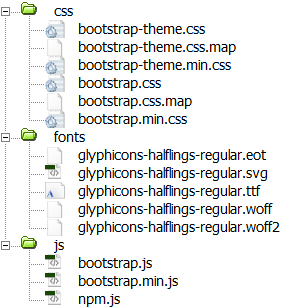 css
bootstrap-theme.css
bootstrap-theme.css.map
bootstrap-theme.min.css
bootstrap.css
bootstrap.css.map
bootstrap.min.css
fonts
glyphicons-halflings-regular.eot
glyphicons-halflings-regular.svg
glyphicons-halflings-regular.ttf
glyphicons-halflings-regular.woff
glyphicons-halflings-regular.woff2
js
bootstrap.js
bootstrap.min.js
npm.js